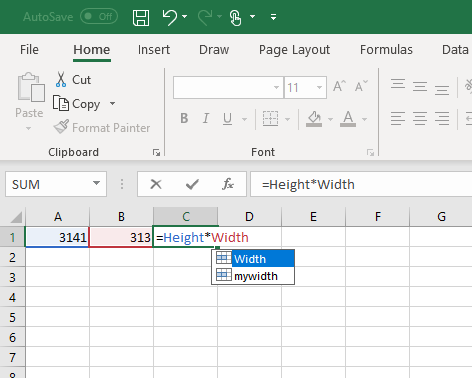 AutoSave Off
File Home Insert Draw Page Layout Formulas Data
Cut
Copy
Paste
Format Painter
11 A A
B I U A
Clipboard Font
SUM fx =Height*Width
A B C D E F G
1 3141 313 =Height*Width
2 Width
3 mywidth
4
5
6
7
8